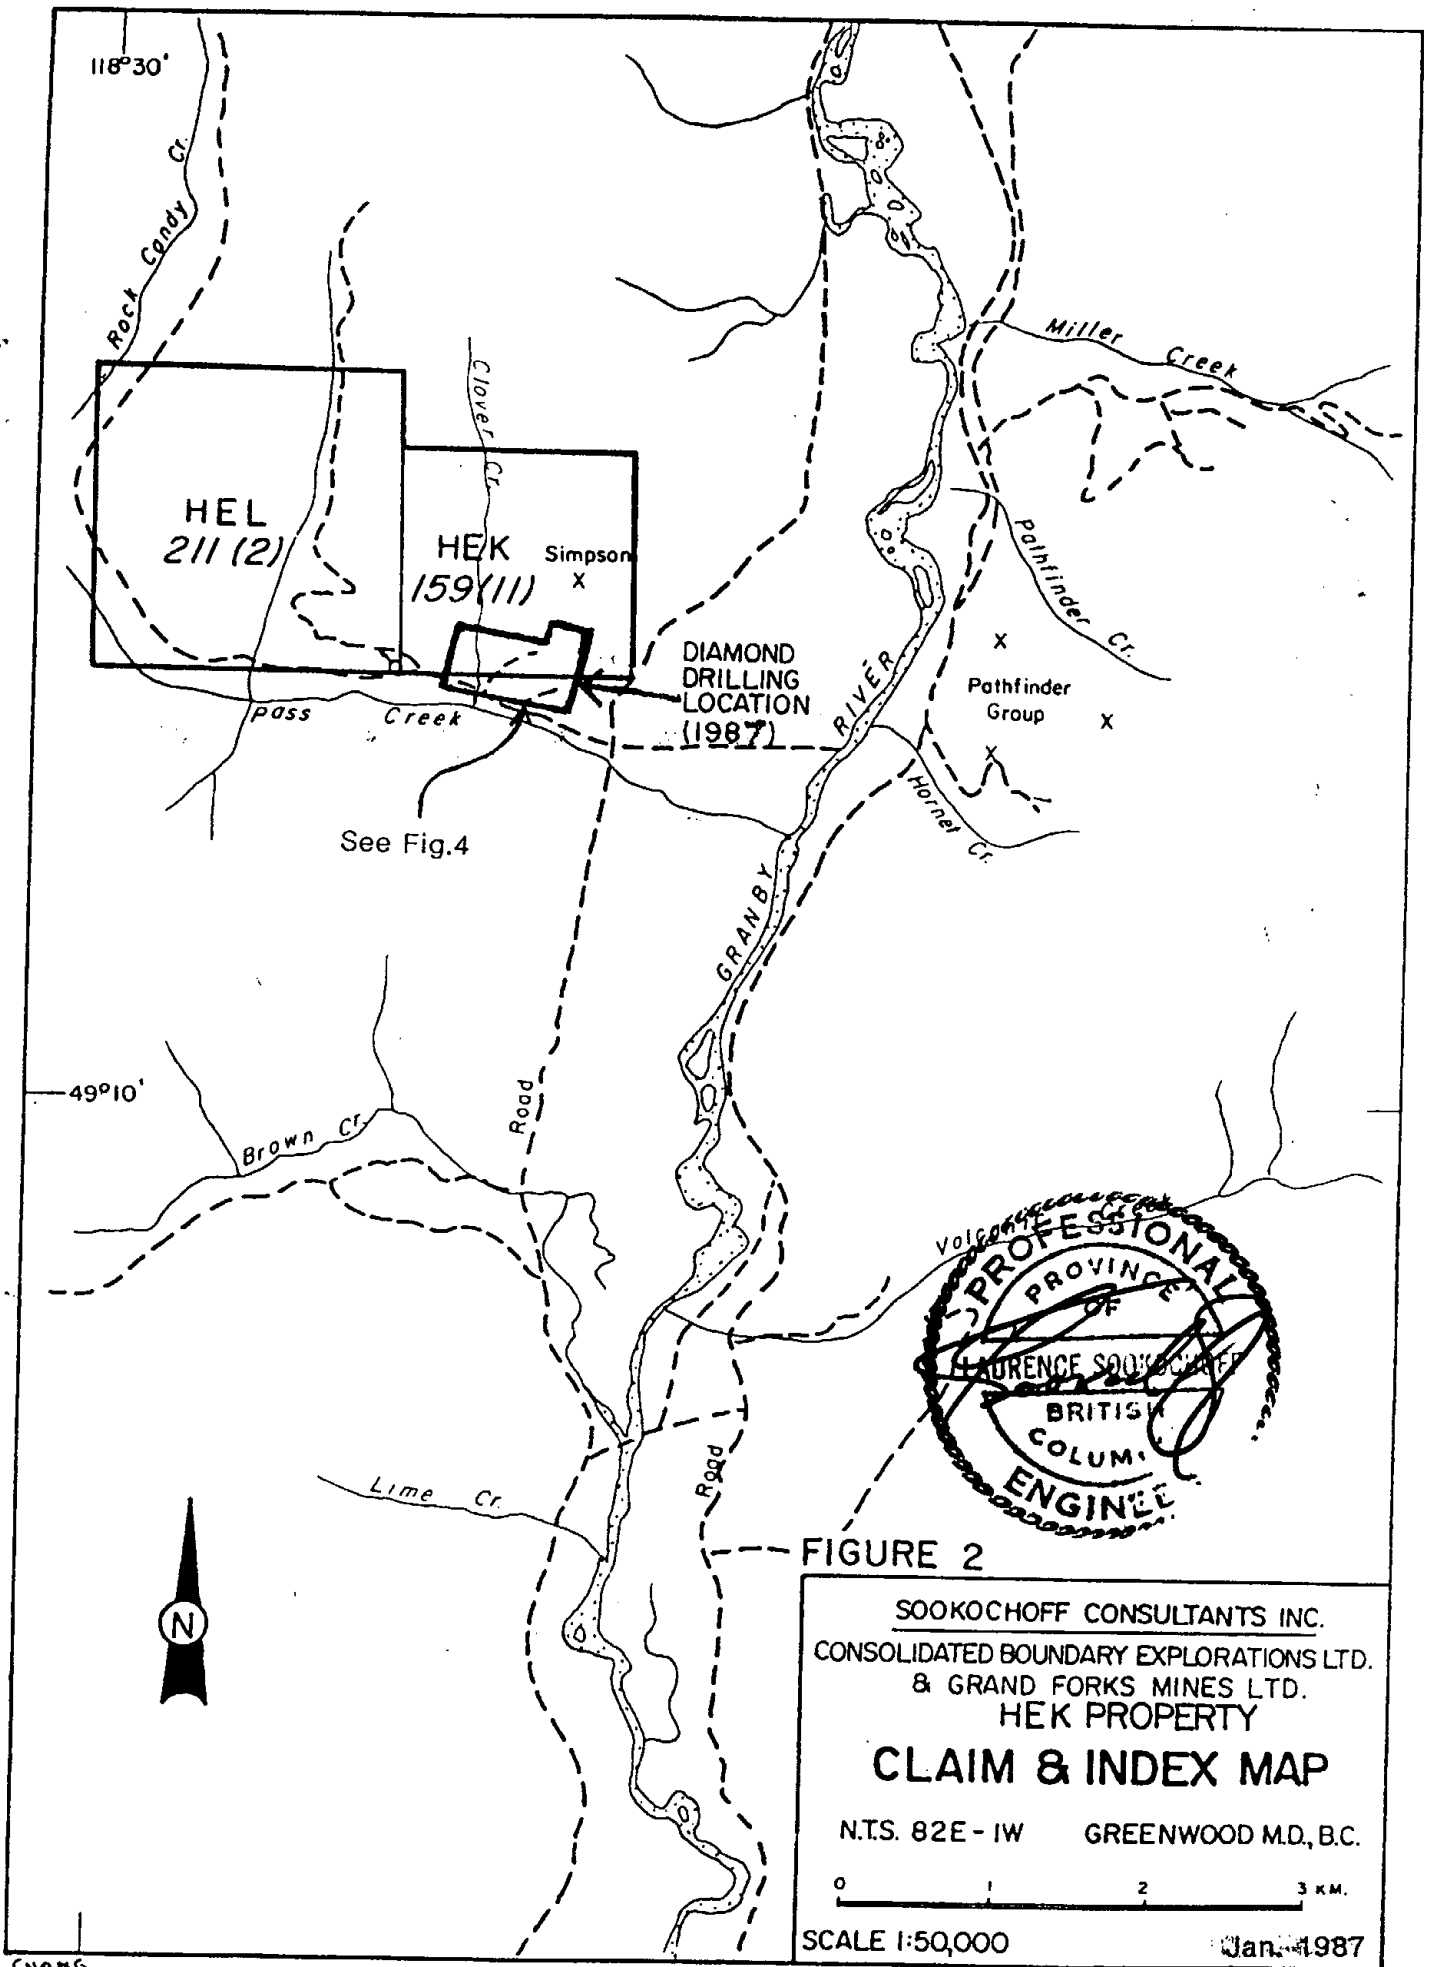 118°30'
Rock Candy Cr.
Clover Cr.
Miller Creek
HEL
211 (2)
HEK
159(11)
Simpson
x
Pathfinder Cr.
x
Pathfinder
Group
x
x
DIAMOND
DRILLING
LOCATION
(1987)
Pass Creek
See Fig.4
GRANBY RIVER
Hornet Cr.
49°10'
Road
Brown Cr.
PROFESSIONAL
PROVINCE
OF
LAURENCE SOOKOCHOFF
BRITISH
Road
Lime Cr.
N
FIGURE 2
SOOKOCHOFF CONSULTANTS INC.
CONSOLIDATED BOUNDARY EXPLORATIONS LTD.
& GRAND FORKS MINES LTD.
HEK PROPERTY
CLAIM & INDEX MAP
N.T.S. 82E-1W GREENWOOD M.D., B.C.
0 1 2 3 KM.
SCALE 1:50,000 Jan. 1987